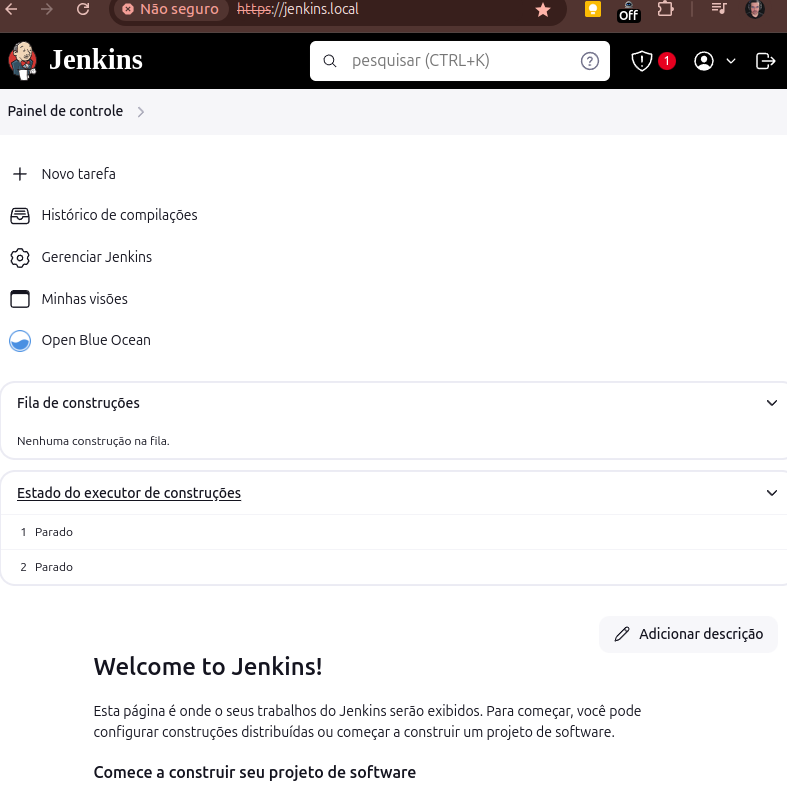 Não seguro https://jenkins.local
Off
Jenkins
pesquisar (CTRL+K) ?
! 1
Painel de controle
Novo tarefa
Histórico de compilações
Gerenciar Jenkins
Minhas visões
Open Blue Ocean
Fila de construções
Nenhuma construção na fila.
Estado do executor de construções
1 Parado
2 Parado
Adicionar descrição
Welcome to Jenkins!
Esta página é onde o seus trabalhos do Jenkins serão exibidos. Para começar, você pode
configurar construções distribuídas ou começar a construir um projeto de software.
Comece a construir seu projeto de software